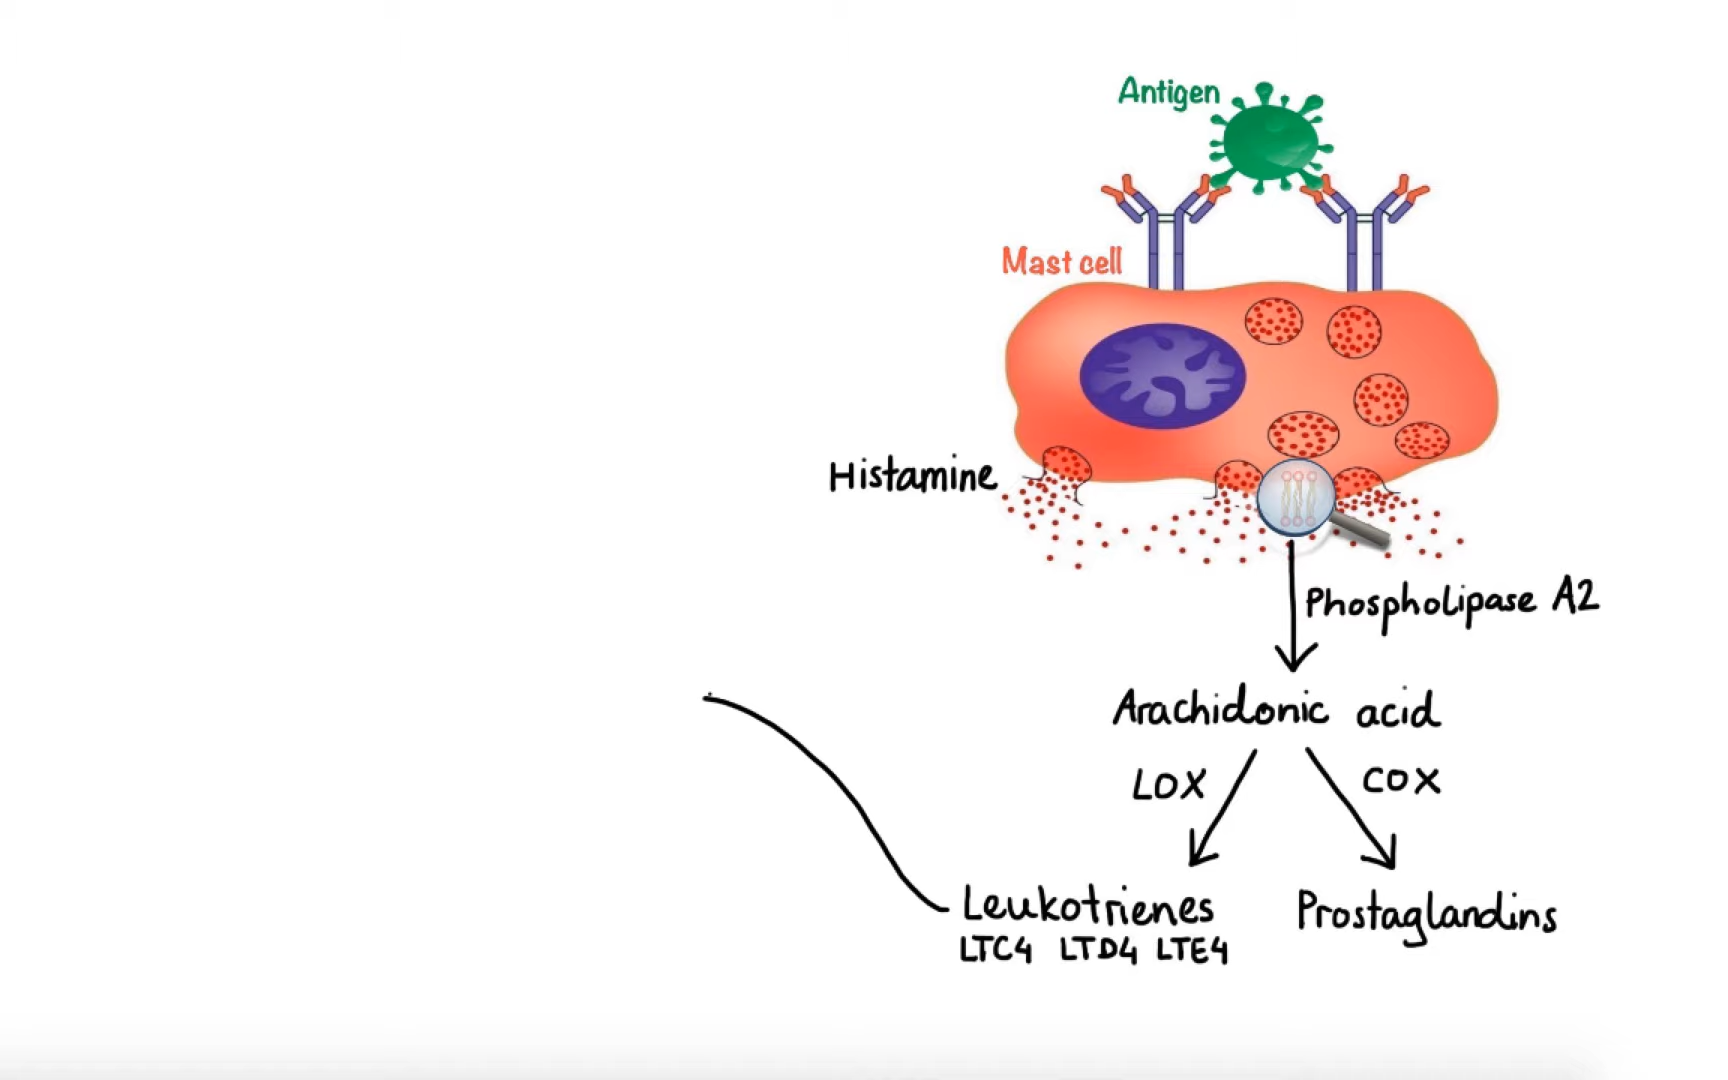 Antigen
Mast cell
Histamine
Phospholipase A2
Arachidonic acid
LOX
COX
Leukotrienes
LTC4 LTD4 LTE4
Prostaglandins